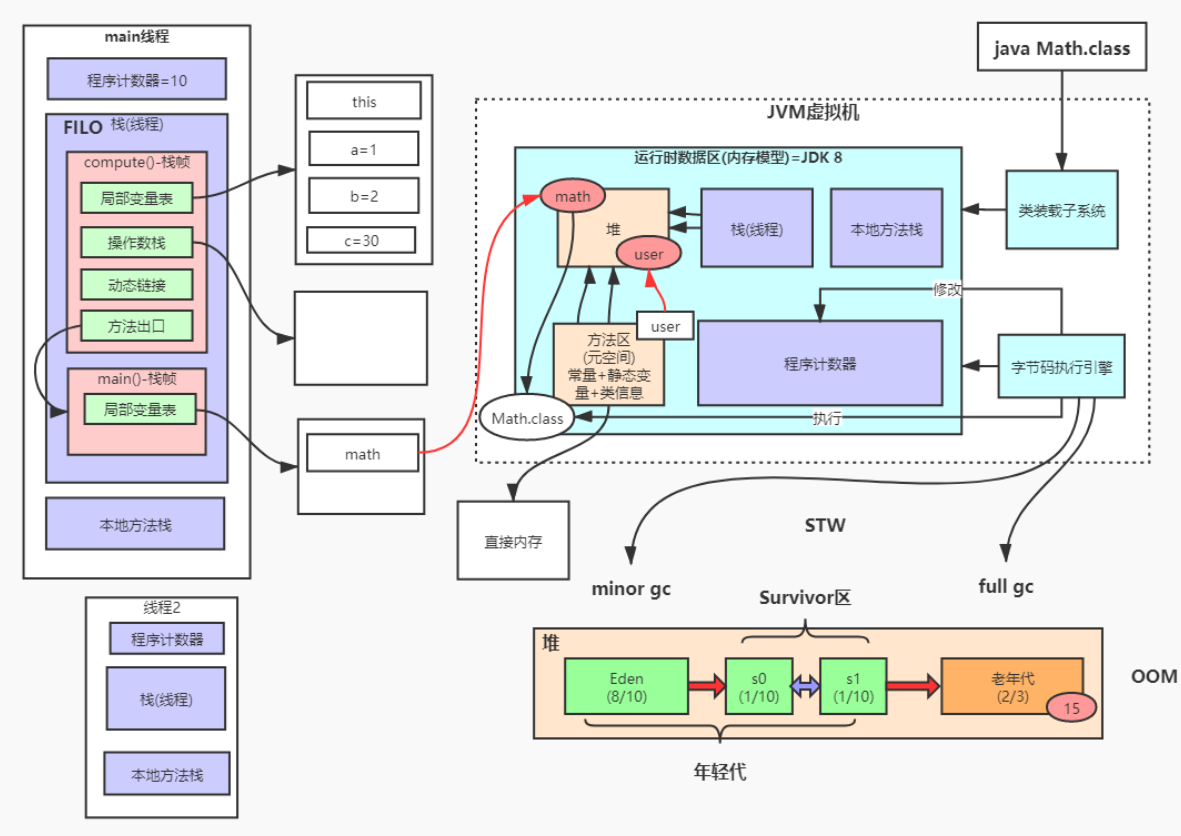 main线程
程序计数器=10
FILO 栈(线程)
compute()-栈帧
局部变量表
操作数栈
动态链接
方法出口
main()-栈帧
局部变量表
本地方法栈
线程2
程序计数器
栈(线程)
本地方法栈
this
a=1
b=2
c=30
math
java Math.class
JVM虚拟机
运行时数据区(内存模型)=JDK 8
math
堆
user
栈(线程)
本地方法栈
类装载子系统
修改
user
方法区
(元空间)
常量+静态变
量+类信息
程序计数器
字节码执行引擎
Math.class
执行
直接内存
STW
minor gc
full gc
Survivor区
堆
Eden
(8/10)
s0
(1/10)
s1
(1/10)
老年代
(2/3)
15
OOM
年轻代